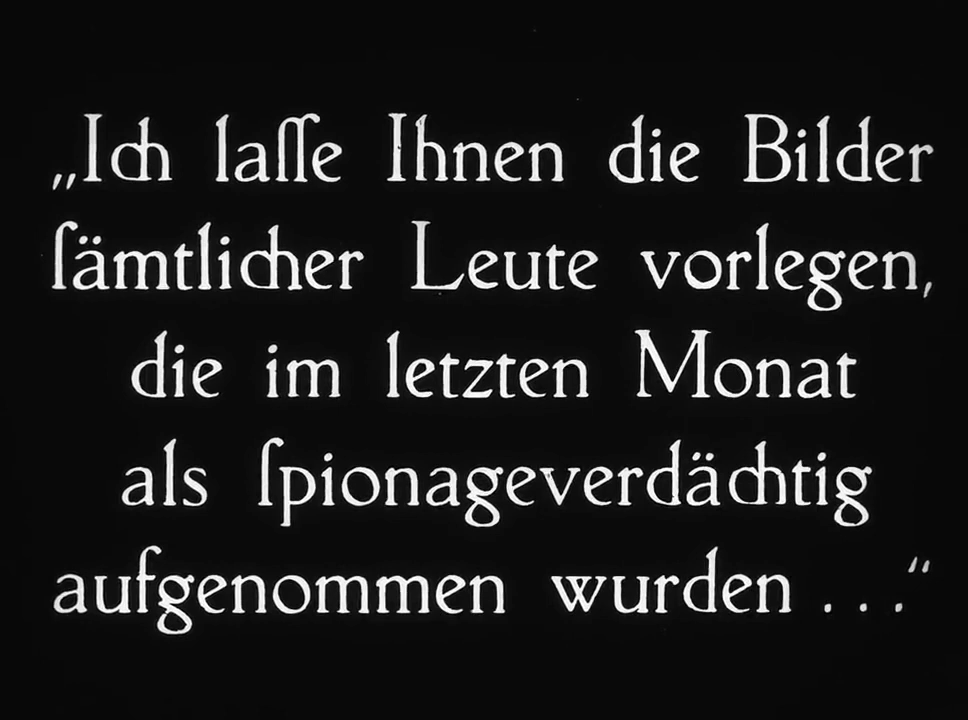 „Ich laſſe Ihnen die Bilder
ſämtlicher Leute vorlegen,
die im letzten Monat
als ſpionageverdächtig
aufgenommen wurden . . .“